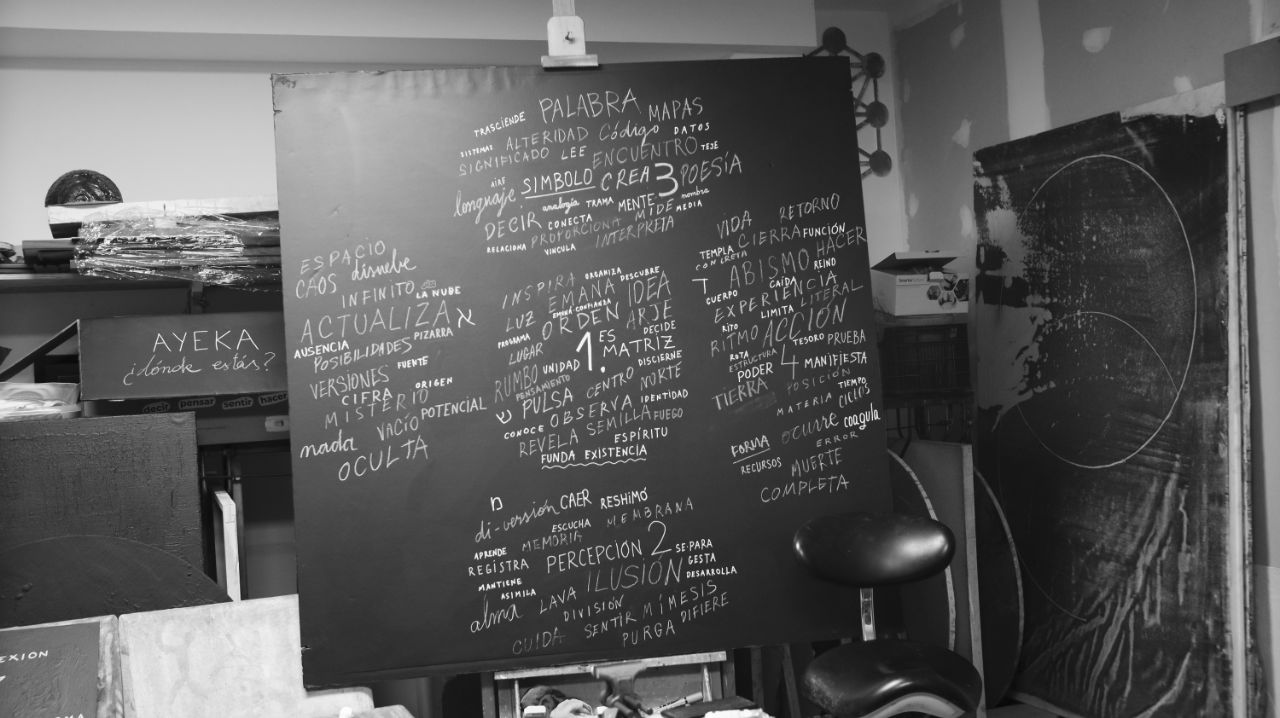 PALABRA
MAPAS
TRASCIENDE
SISTEMAS ALTERIDAD Código DATOS
SIGNIFICADO LEE ENCUENTRO TEJE
AIRE
lenguaje SIMBOLO CREA 3 POESÍA
analogía TRAMA MENTE nombra
DECIR CONECTA PROPORCIONA MIDE MEDIA
RELACIONA VINCULA INTERPRETA
ESPACIO
CAOS disuelve
INFINITO LA NUBE
ACTUALIZA א
AUSENCIA PIZARRA
POSIBILIDADES
VERSIONES FUENTE
CIFRA ORIGEN
MISTERIO
nada VACÍO POTENCIAL
OCULTA
INSPIRA ORGANIZA DESCUBRE
LUZ EMANA IDEA
EMUNÁ CONFIANZA
PROGRAMA ORDEN ARJE
LUGAR 1. ES DECIDE
MATRIZ
RUMBO UNIDAD DISCIERNE
PENSAMIENTO CENTRO NORTE
ש PULSA IDENTIDAD
CONOCE OBSERVA FUEGO
REVELA SEMILLA
ESPÍRITU
FUNDA EXISTENCIA
VIDA RETORNO
TEMPLA CIERRA FUNCIÓN
CONCRETA HACER
ABISMO REINO
CUERPO CAÍDA
EXPERIENCIA LITERAL
LIMITA
RITO
RITMO ACCIÓN
ROTA TESORO PRUEBA
ESTRUCTURA 4
PODER MANIFIESTA
TIERRA POSICIÓN
TIEMPO
MATERIA
ocurre coagula
FORMA ERROR
RECURSOS MUERTE
COMPLETA
di-versión CAER RESHIMÓ
ESCUCHA MEMBRANA
APRENDE MEMORIA
REGISTRA PERCEPCIÓN 2 SE·PARA
MANTIENE GESTA
ASIMILA ILUSIÓN DESARROLLA
alma LAVA
DIVISIÓN MÍMESIS
CUIDA SENTIR DIFIERE
PURGA
AYEKA
¿dónde estás?
decir pensar sentir hacer
EXION